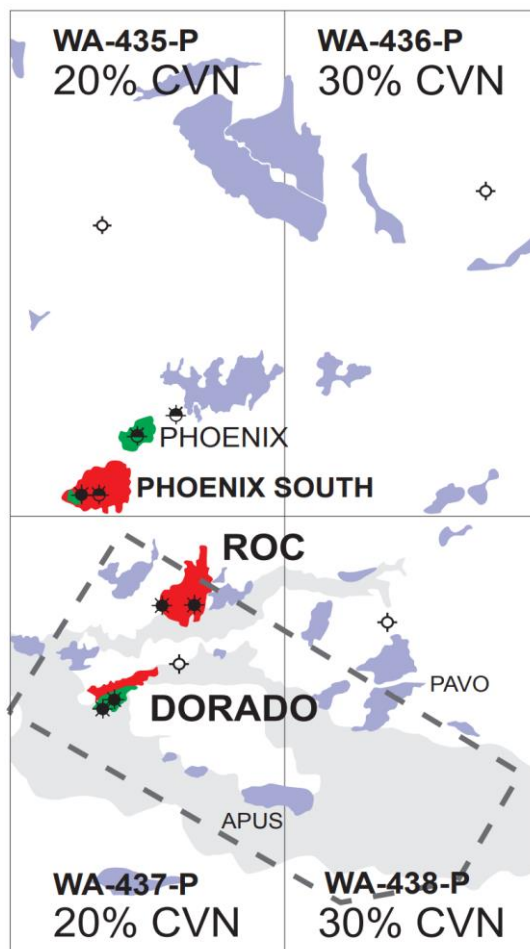 WA-435-P
20% CVN
WA-436-P
30% CVN
PHOENIX
PHOENIX SOUTH
ROC
PAVO
DORADO
APUS
WA-437-P
20% CVN
WA-438-P
30% CVN